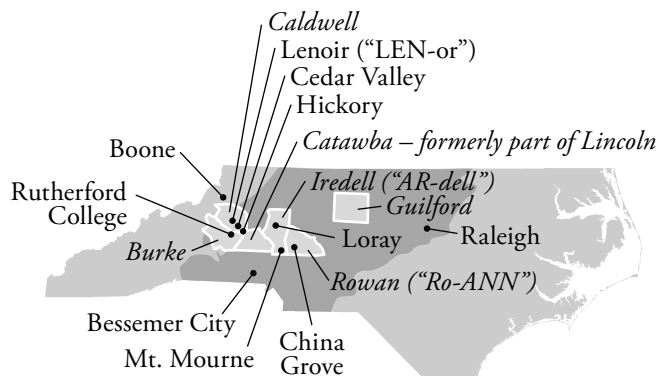 Caldwell
Lenoir (“LEN-or”)
Cedar Valley
Hickory
Catawba – formerly part of Lincoln
Boone
Iredell (“AR-dell”)
Guilford
Rutherford
College
Loray
Raleigh
Burke
Rowan (“Ro-ANN”)
Bessemer City
Mt. Mourne
China
Grove